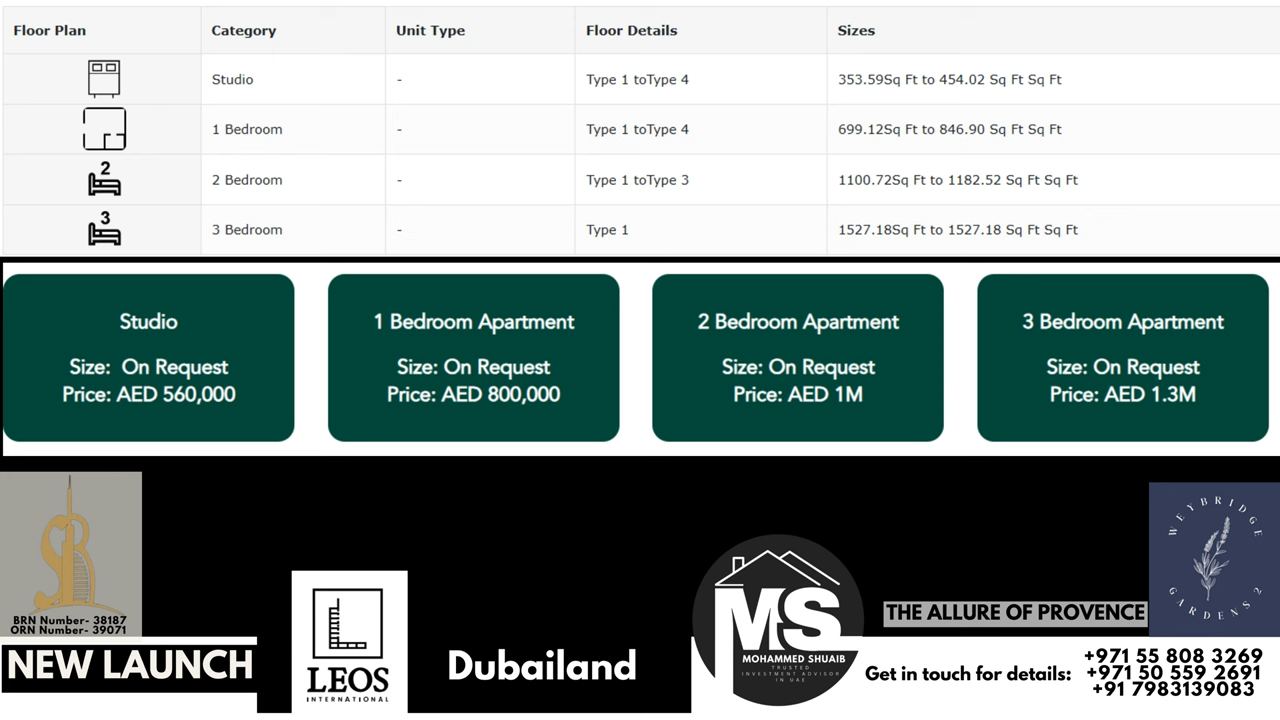 Floor Plan Category Unit Type Floor Details Sizes
Studio - Type 1 toType 4 353.59Sq Ft to 454.02 Sq Ft Sq Ft
1 Bedroom - Type 1 toType 4 699.12Sq Ft to 846.90 Sq Ft Sq Ft
2
2 Bedroom - Type 1 toType 3 1100.72Sq Ft to 1182.52 Sq Ft Sq Ft
3
3 Bedroom - Type 1 1527.18Sq Ft to 1527.18 Sq Ft Sq Ft
Studio
Size: On Request
Price: AED 560,000
1 Bedroom Apartment
Size: On Request
Price: AED 800,000
2 Bedroom Apartment
Size: On Request
Price: AED 1M
3 Bedroom Apartment
Size: On Request
Price: AED 1.3M
BRN Number- 38187
ORN Number- 39071
NEW LAUNCH
LEOS
INTERNATIONAL
Dubailand
MS
MOHAMMED SHUAIB
TRUSTED
INVESTMENT ADVISOR
IN UAE
THE ALLURE OF PROVENCE
WEYBRIDGE
GARDENS 2
Get in touch for details:
+971 55 808 3269
+971 50 559 2691
+91 7983139083